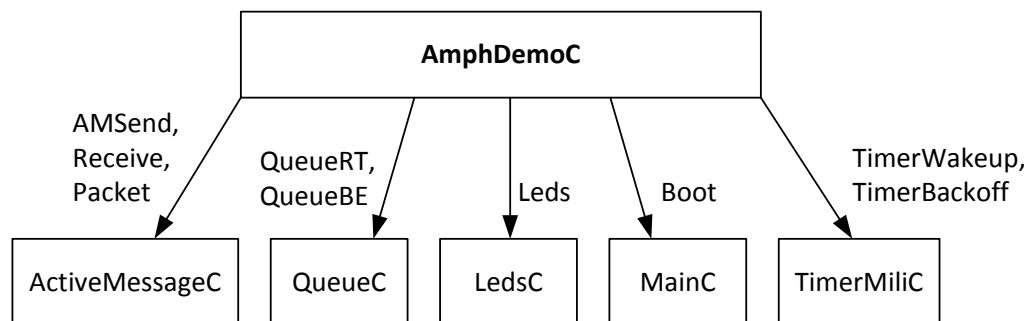 AmphDemoC
AMSend,
Receive,
Packet
QueueRT,
QueueBE
Leds
Boot
TimerWakeup,
TimerBackoff
ActiveMessageC
QueueC
LedsC
MainC
TimerMiliC